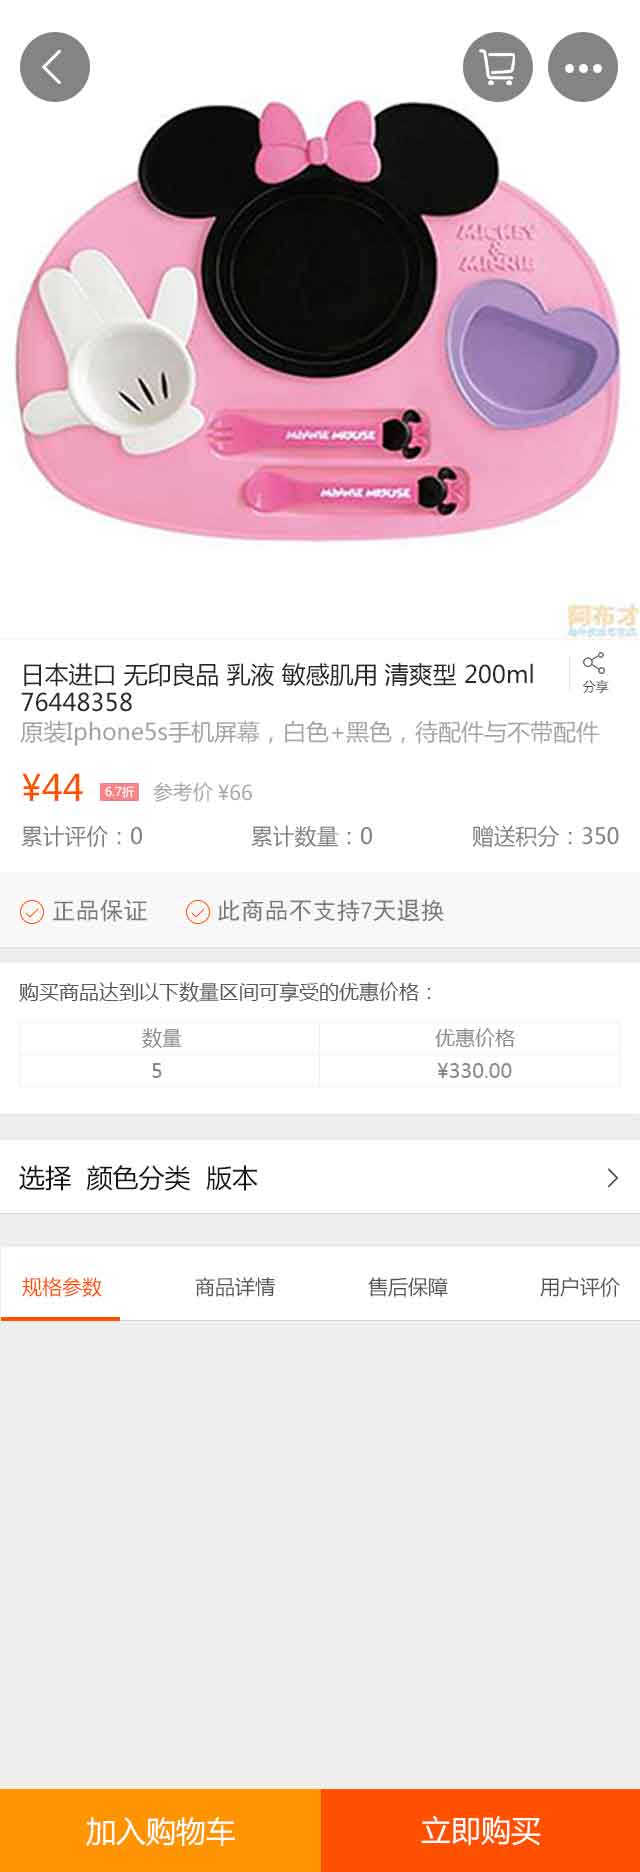 MICKEY
&
MINNIE
MINNIE MOUSE
MINNIE MOUSE
阿布才
日本进口 无印良品 乳液 敏感肌用 清爽型 200ml
76448358
分享
原装Iphone5s手机屏幕，白色+黑色，待配件与不带配件
¥44 6.7折 参考价 ¥66
累计评价：0 累计数量：0 赠送积分：350
正品保证 此商品不支持7天退换
购买商品达到以下数量区间可享受的优惠价格：
数量 优惠价格
5 ¥330.00
选择 颜色分类 版本
规格参数 商品详情 售后保障 用户评价
加入购物车 立即购买